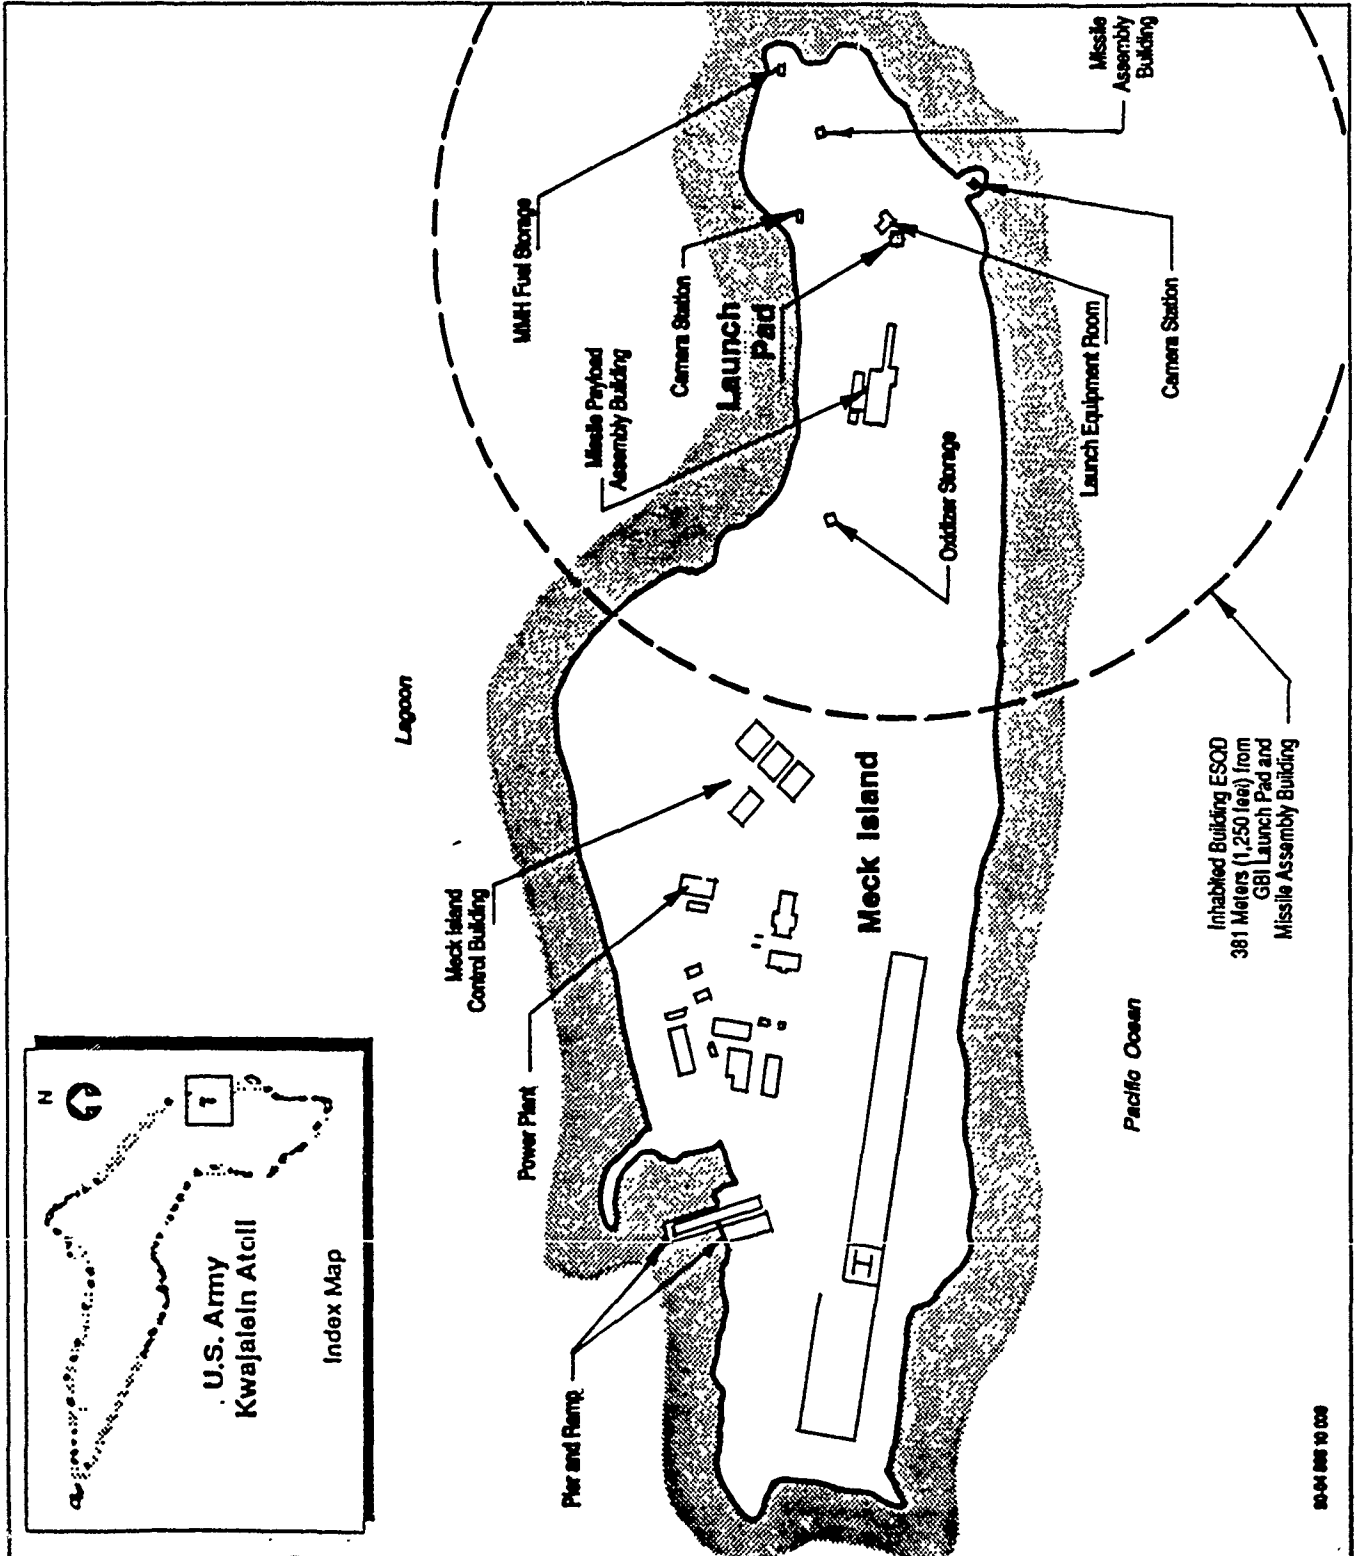 N
7
U.S. Army
Kwajalein Atoll
Index Map
Lagoon
Pier and Ramp
Power Plant
Meck Island
Control Building
Missile Payload
Assembly Building
MMH Fuel Storage
Camera Station
Launch
Pad
Missile
Assembly
Building
Meck Island
H
Oxidizer Storage
Launch Equipment Room
Camera Station
Pacific Ocean
Inhabited Building ESQD
381 Meters (1,250 feet) from
GBI Launch Pad and
Missile Assembly Building